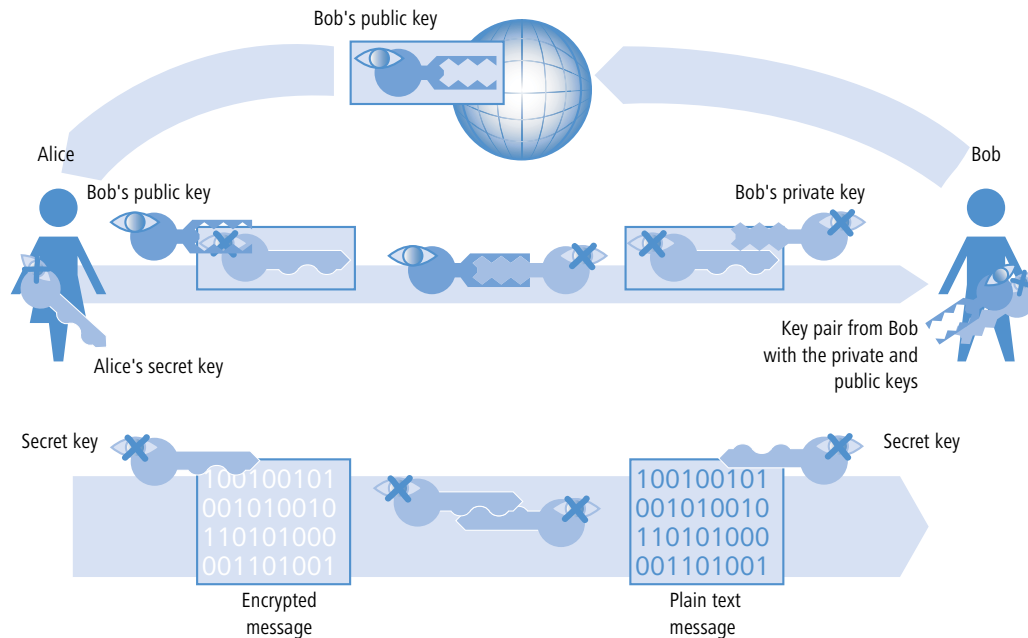 Bob's public key
Alice
Bob
Bob's public key
Bob's private key
Alice's secret key
Key pair from Bob
with the private and
public keys
Secret key
Secret key
100100101
001010010
110101000
001101001
100100101
001010010
110101000
001101001
Encrypted
message
Plain text
message